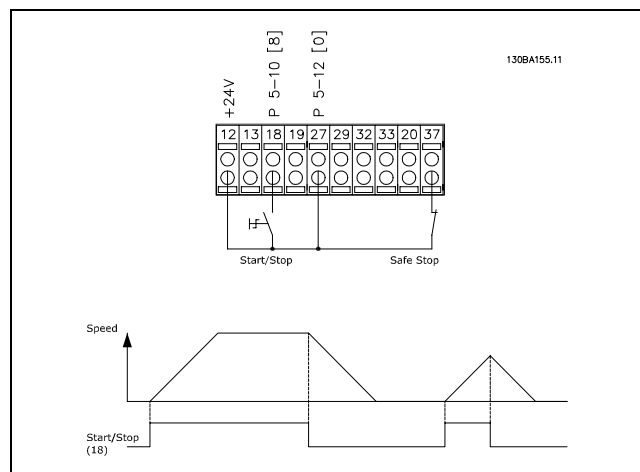 130BA155.11
+24V
P 5-10 [8]
P 5-12 [0]
12 13 18 19 27 29 32 33 20 37
Start/Stop
Safe Stop
Speed
Start/Stop
(18)